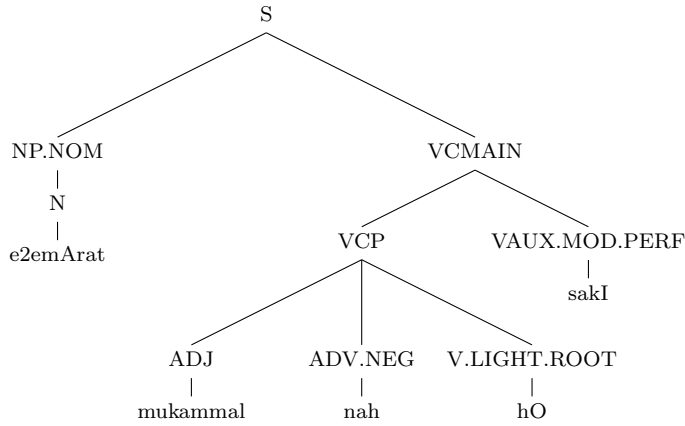 S
NP.NOM VCMAIN
N
e2emArat
VCP VAUX.MOD.PERF
sakI
ADJ ADV.NEG V.LIGHT.ROOT
mukammal nah hO